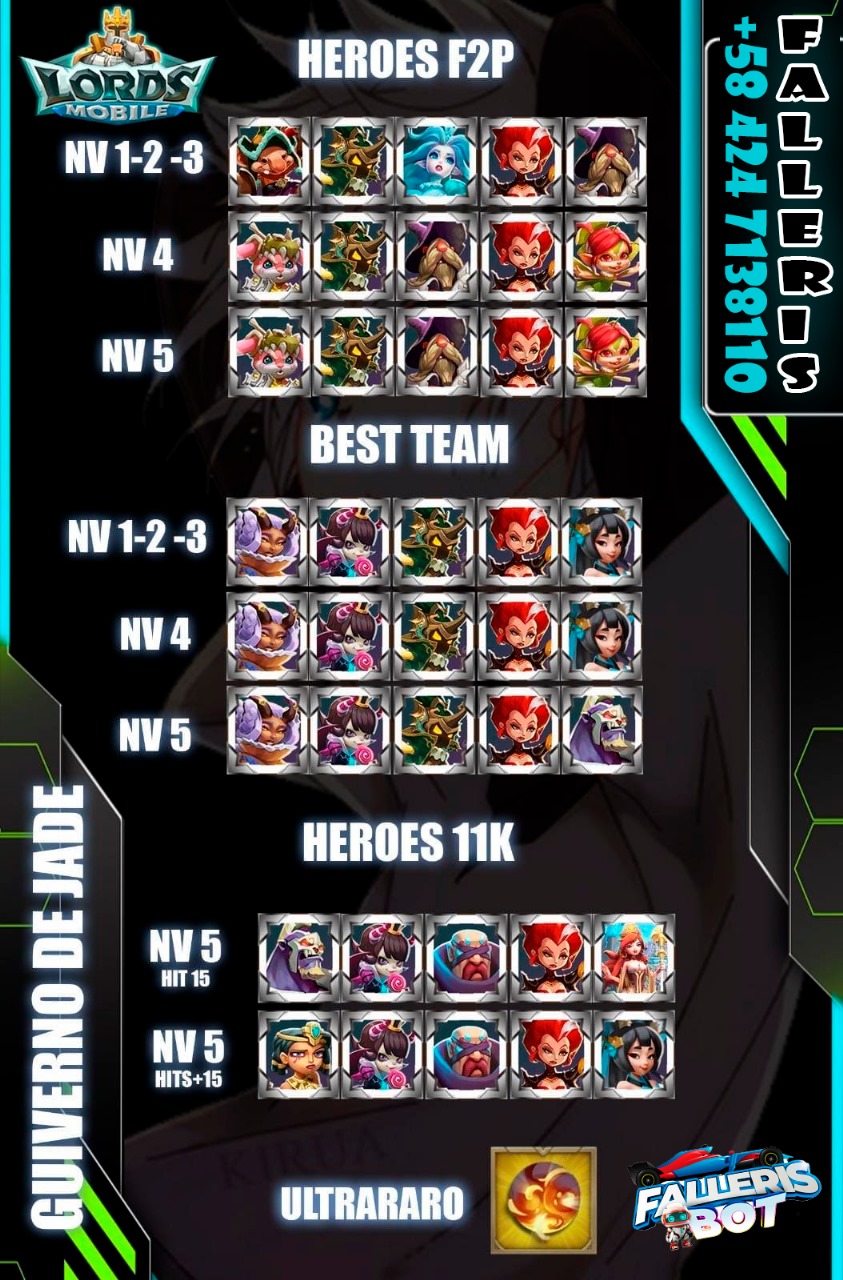 LORDS
MOBILE
HEROES F2P
NV 1-2 -3
NV 4
NV 5
BEST TEAM
NV 1-2 -3
NV 4
NV 5
HEROES 11K
NV 5
HIT 15
NV 5
HITS+15
ULTRARARO
GUIVERNO DE JADE
FALLERIS
+58 424 7138110
FALLERIS
BOT
KIRUA